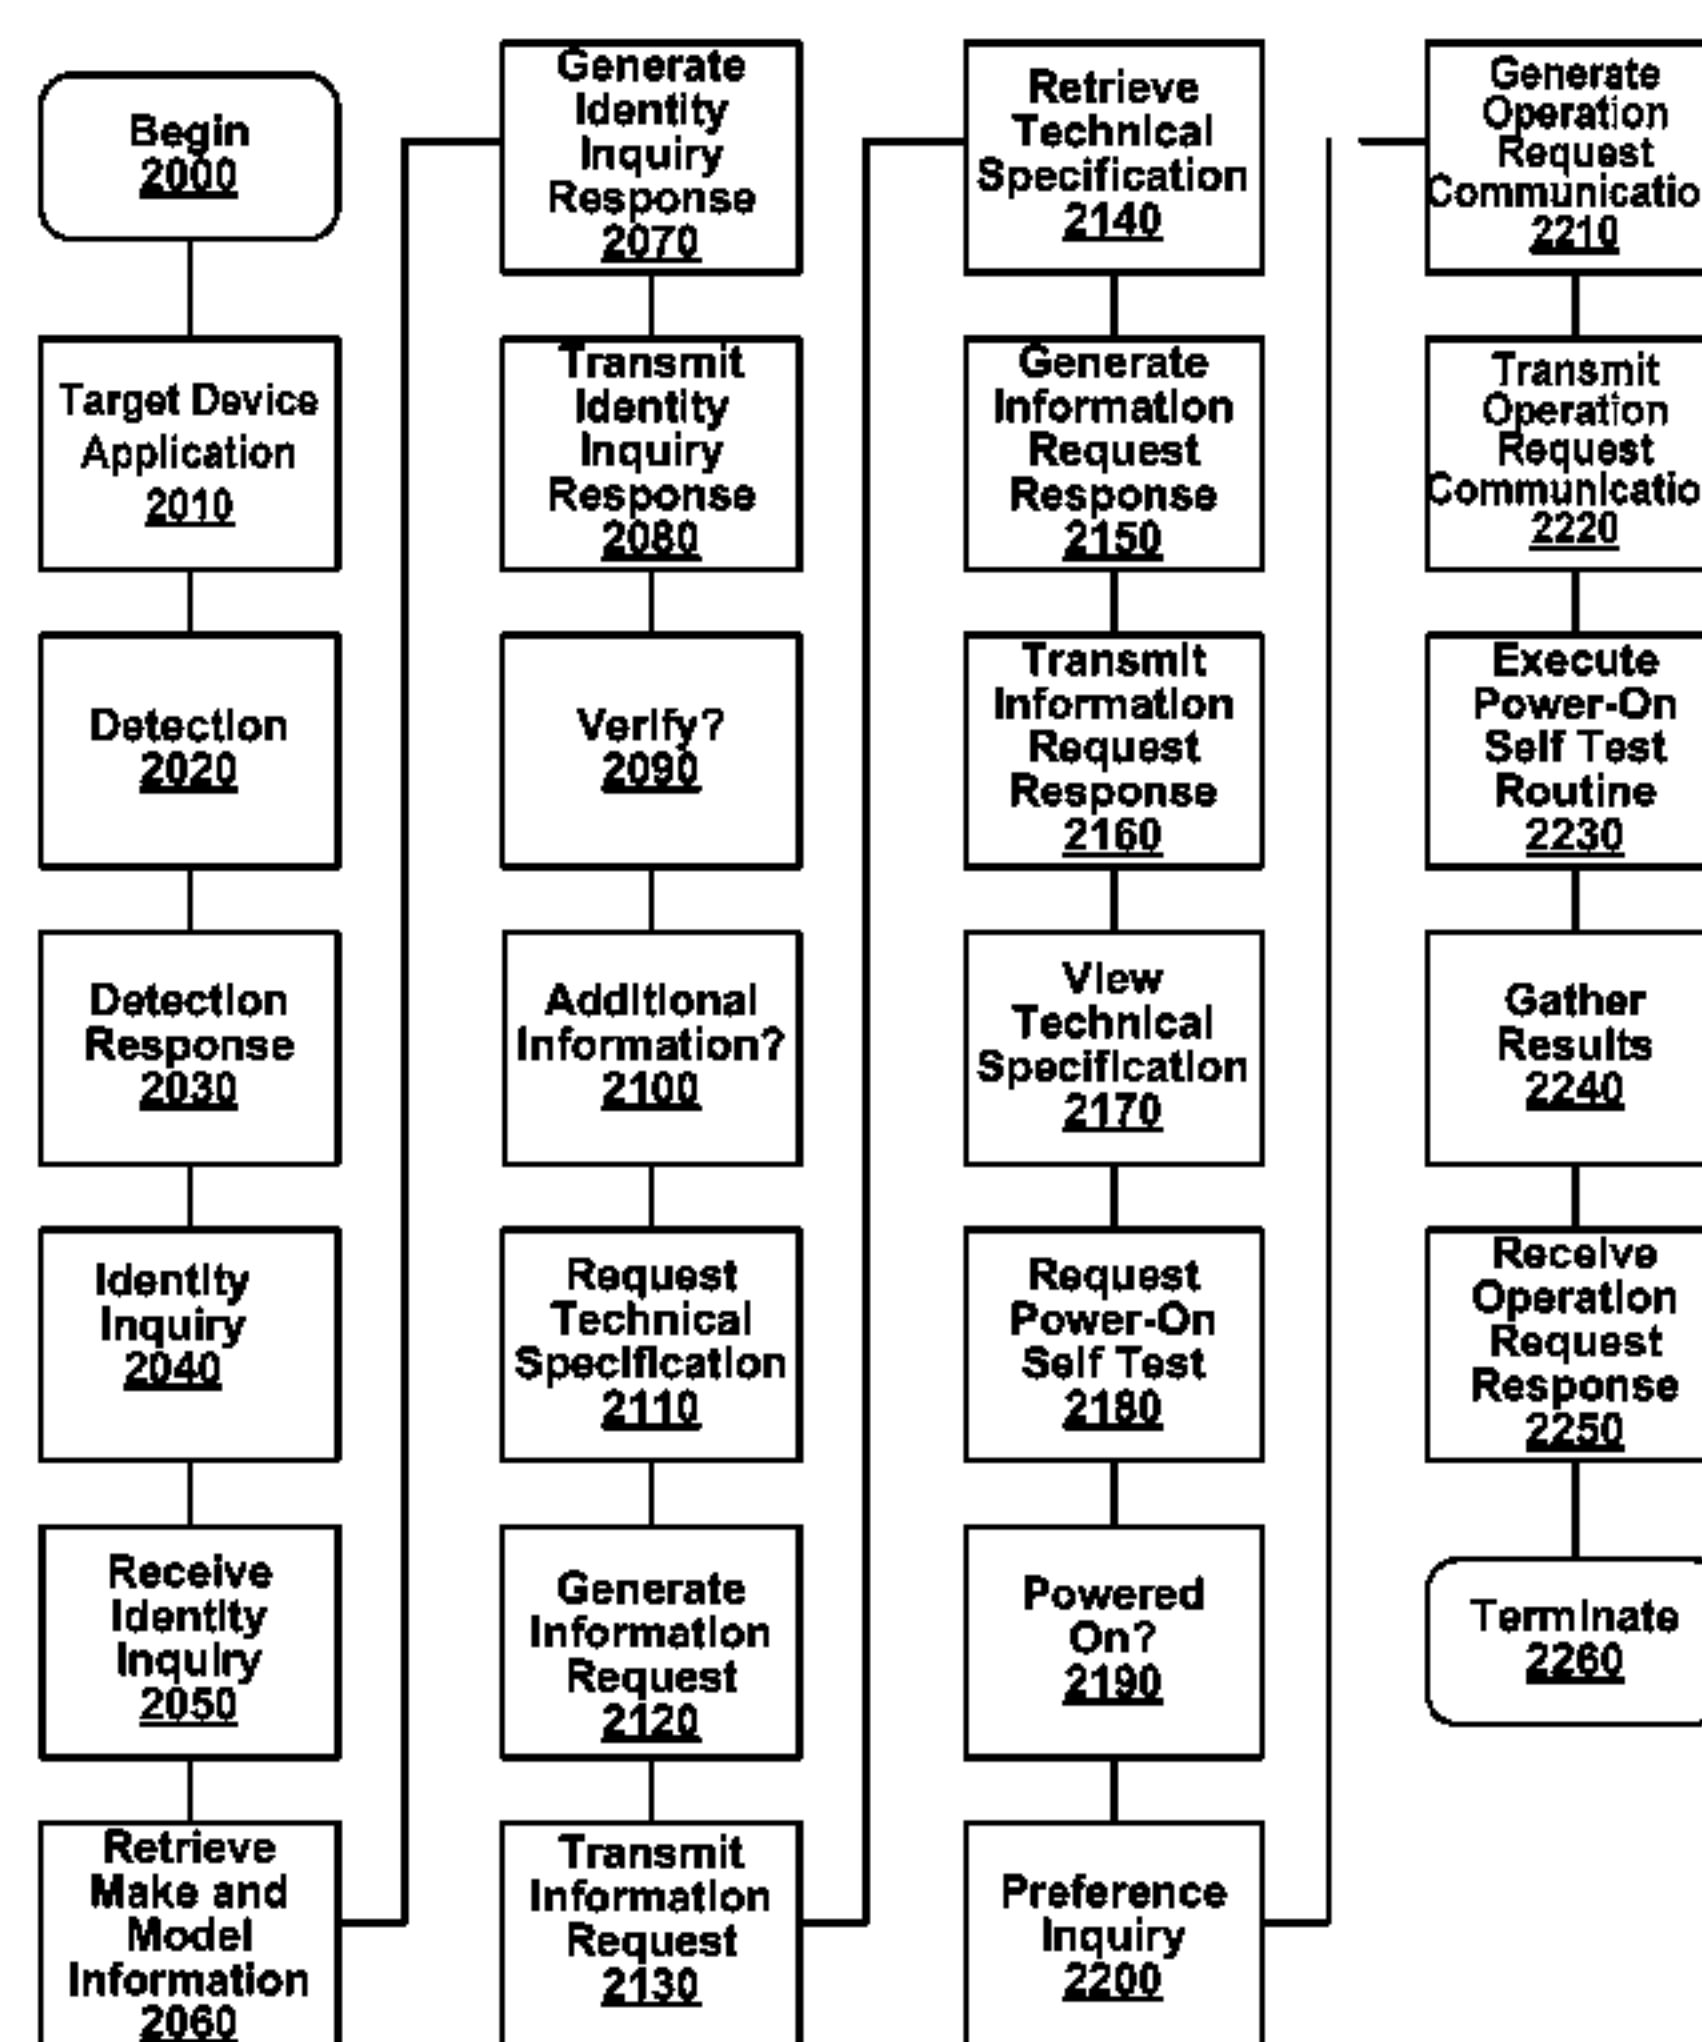 Begin
2000
Target Device
Application
2010
Detection
2020
Detection
Response
2030
Identity
Inquiry
2040
Receive
Identity
Inquiry
2050
Retrieve
Make and
Model
Information
2060
Generate
Identity
Inquiry
Response
2070
Transmit
Identity
Inquiry
Response
2080
Verify?
2090
Additional
Information?
2100
Request
Technical
Specification
2110
Generate
Information
Request
2120
Transmit
Information
Request
2130
Retrieve
Technical
Specification
2140
Generate
Information
Request
Response
2150
Transmit
Information
Request
Response
2160
View
Technical
Specification
2170
Request
Power-On
Self Test
2180
Powered
On?
2190
Preference
Inquiry
2200
Generate
Operation
Request
Communicatio
2210
Transmit
Operation
Request
Communicatio
2220
Execute
Power-On
Self Test
Routine
2230
Gather
Results
2240
Receive
Operation
Request
Response
2250
Terminate
2260